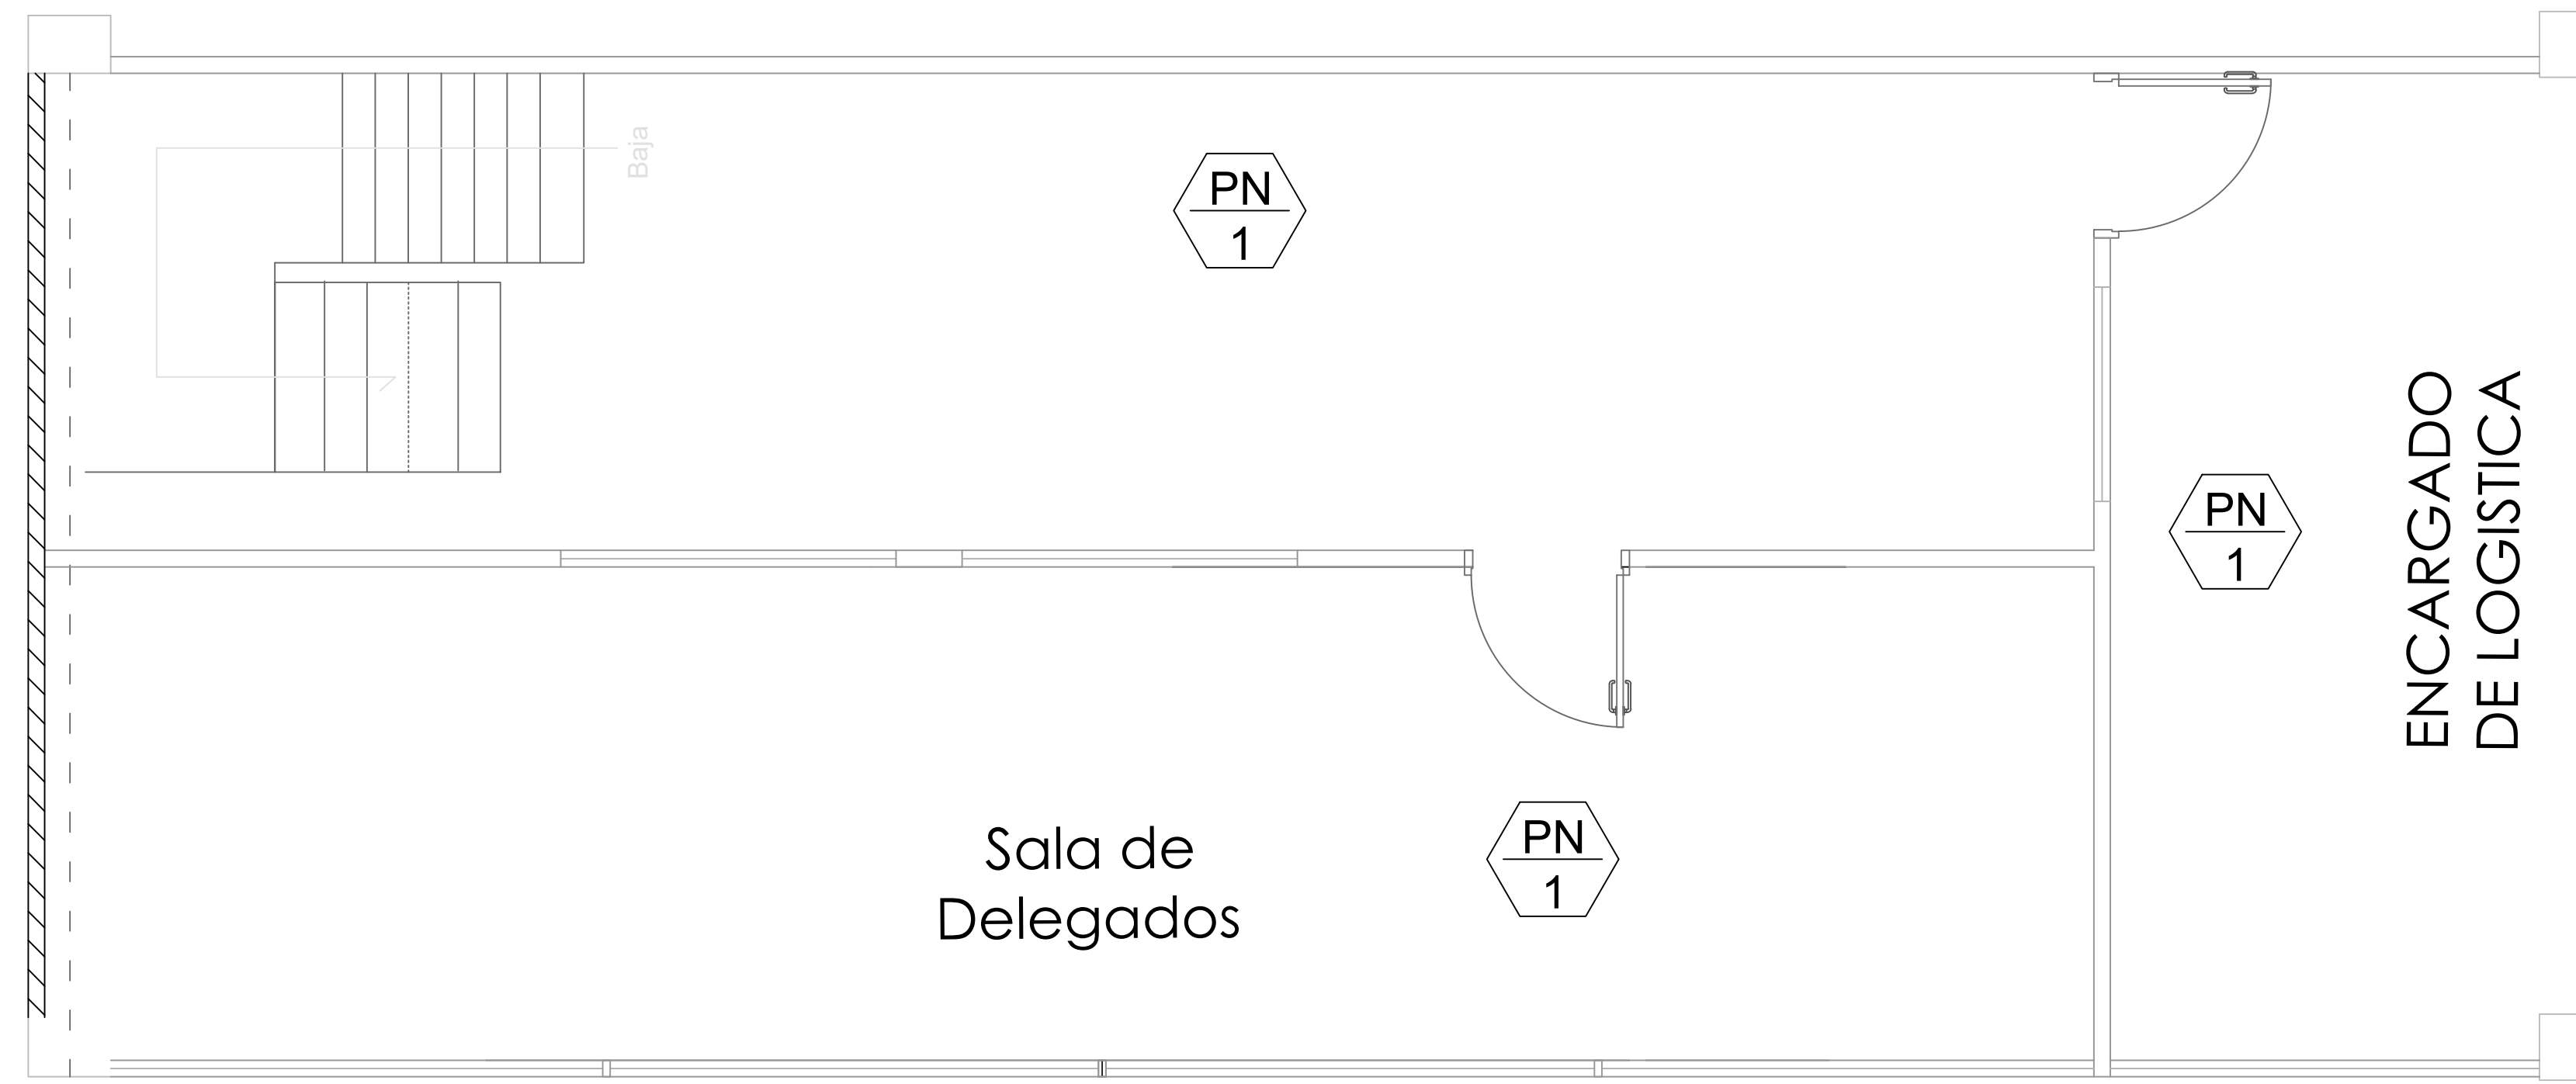 Baja
PN
1
PN
1
ENCARGADO
DE LOGISTICA
Sala de
Delegados
PN
1